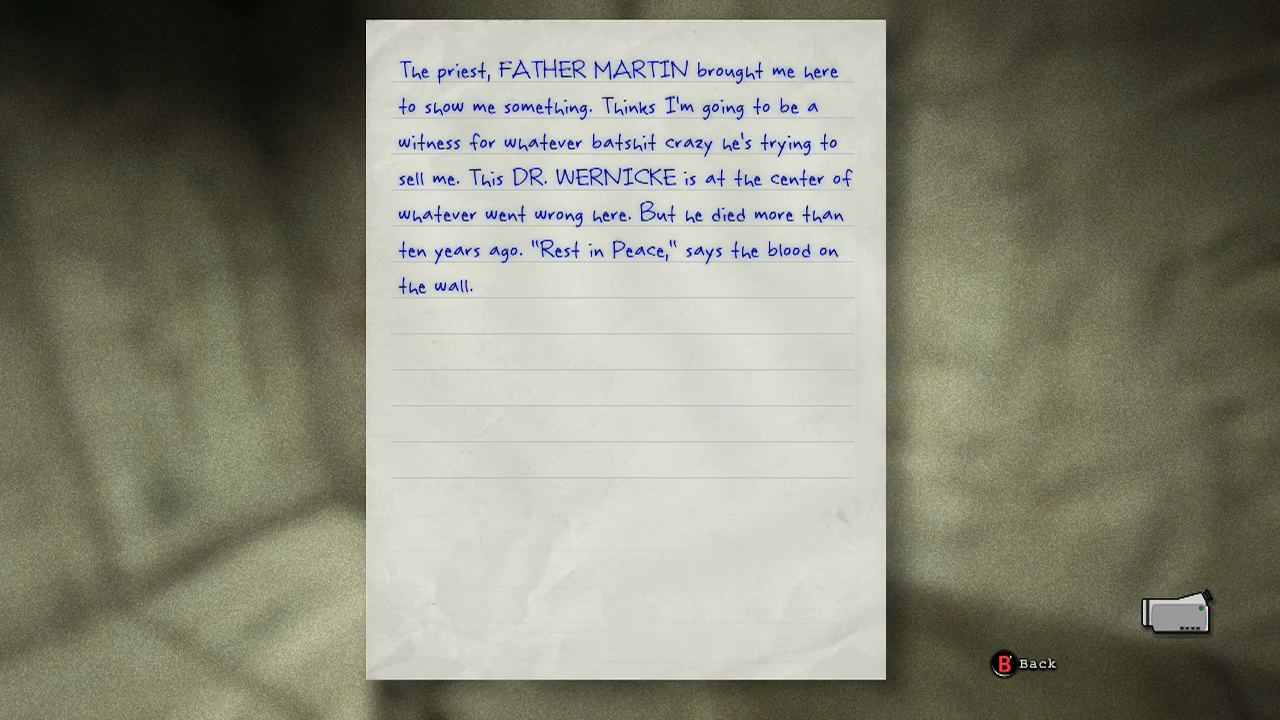 The priest, FATHER MARTIN brought me here
to show me something. Thinks I'm going to be a
witness for whatever batshit crazy he's trying to
sell me. This DR. WERNICKE is at the center of
whatever went wrong here. But he died more than
ten years ago. "Rest in Peace," says the blood on
the wall.
B Back